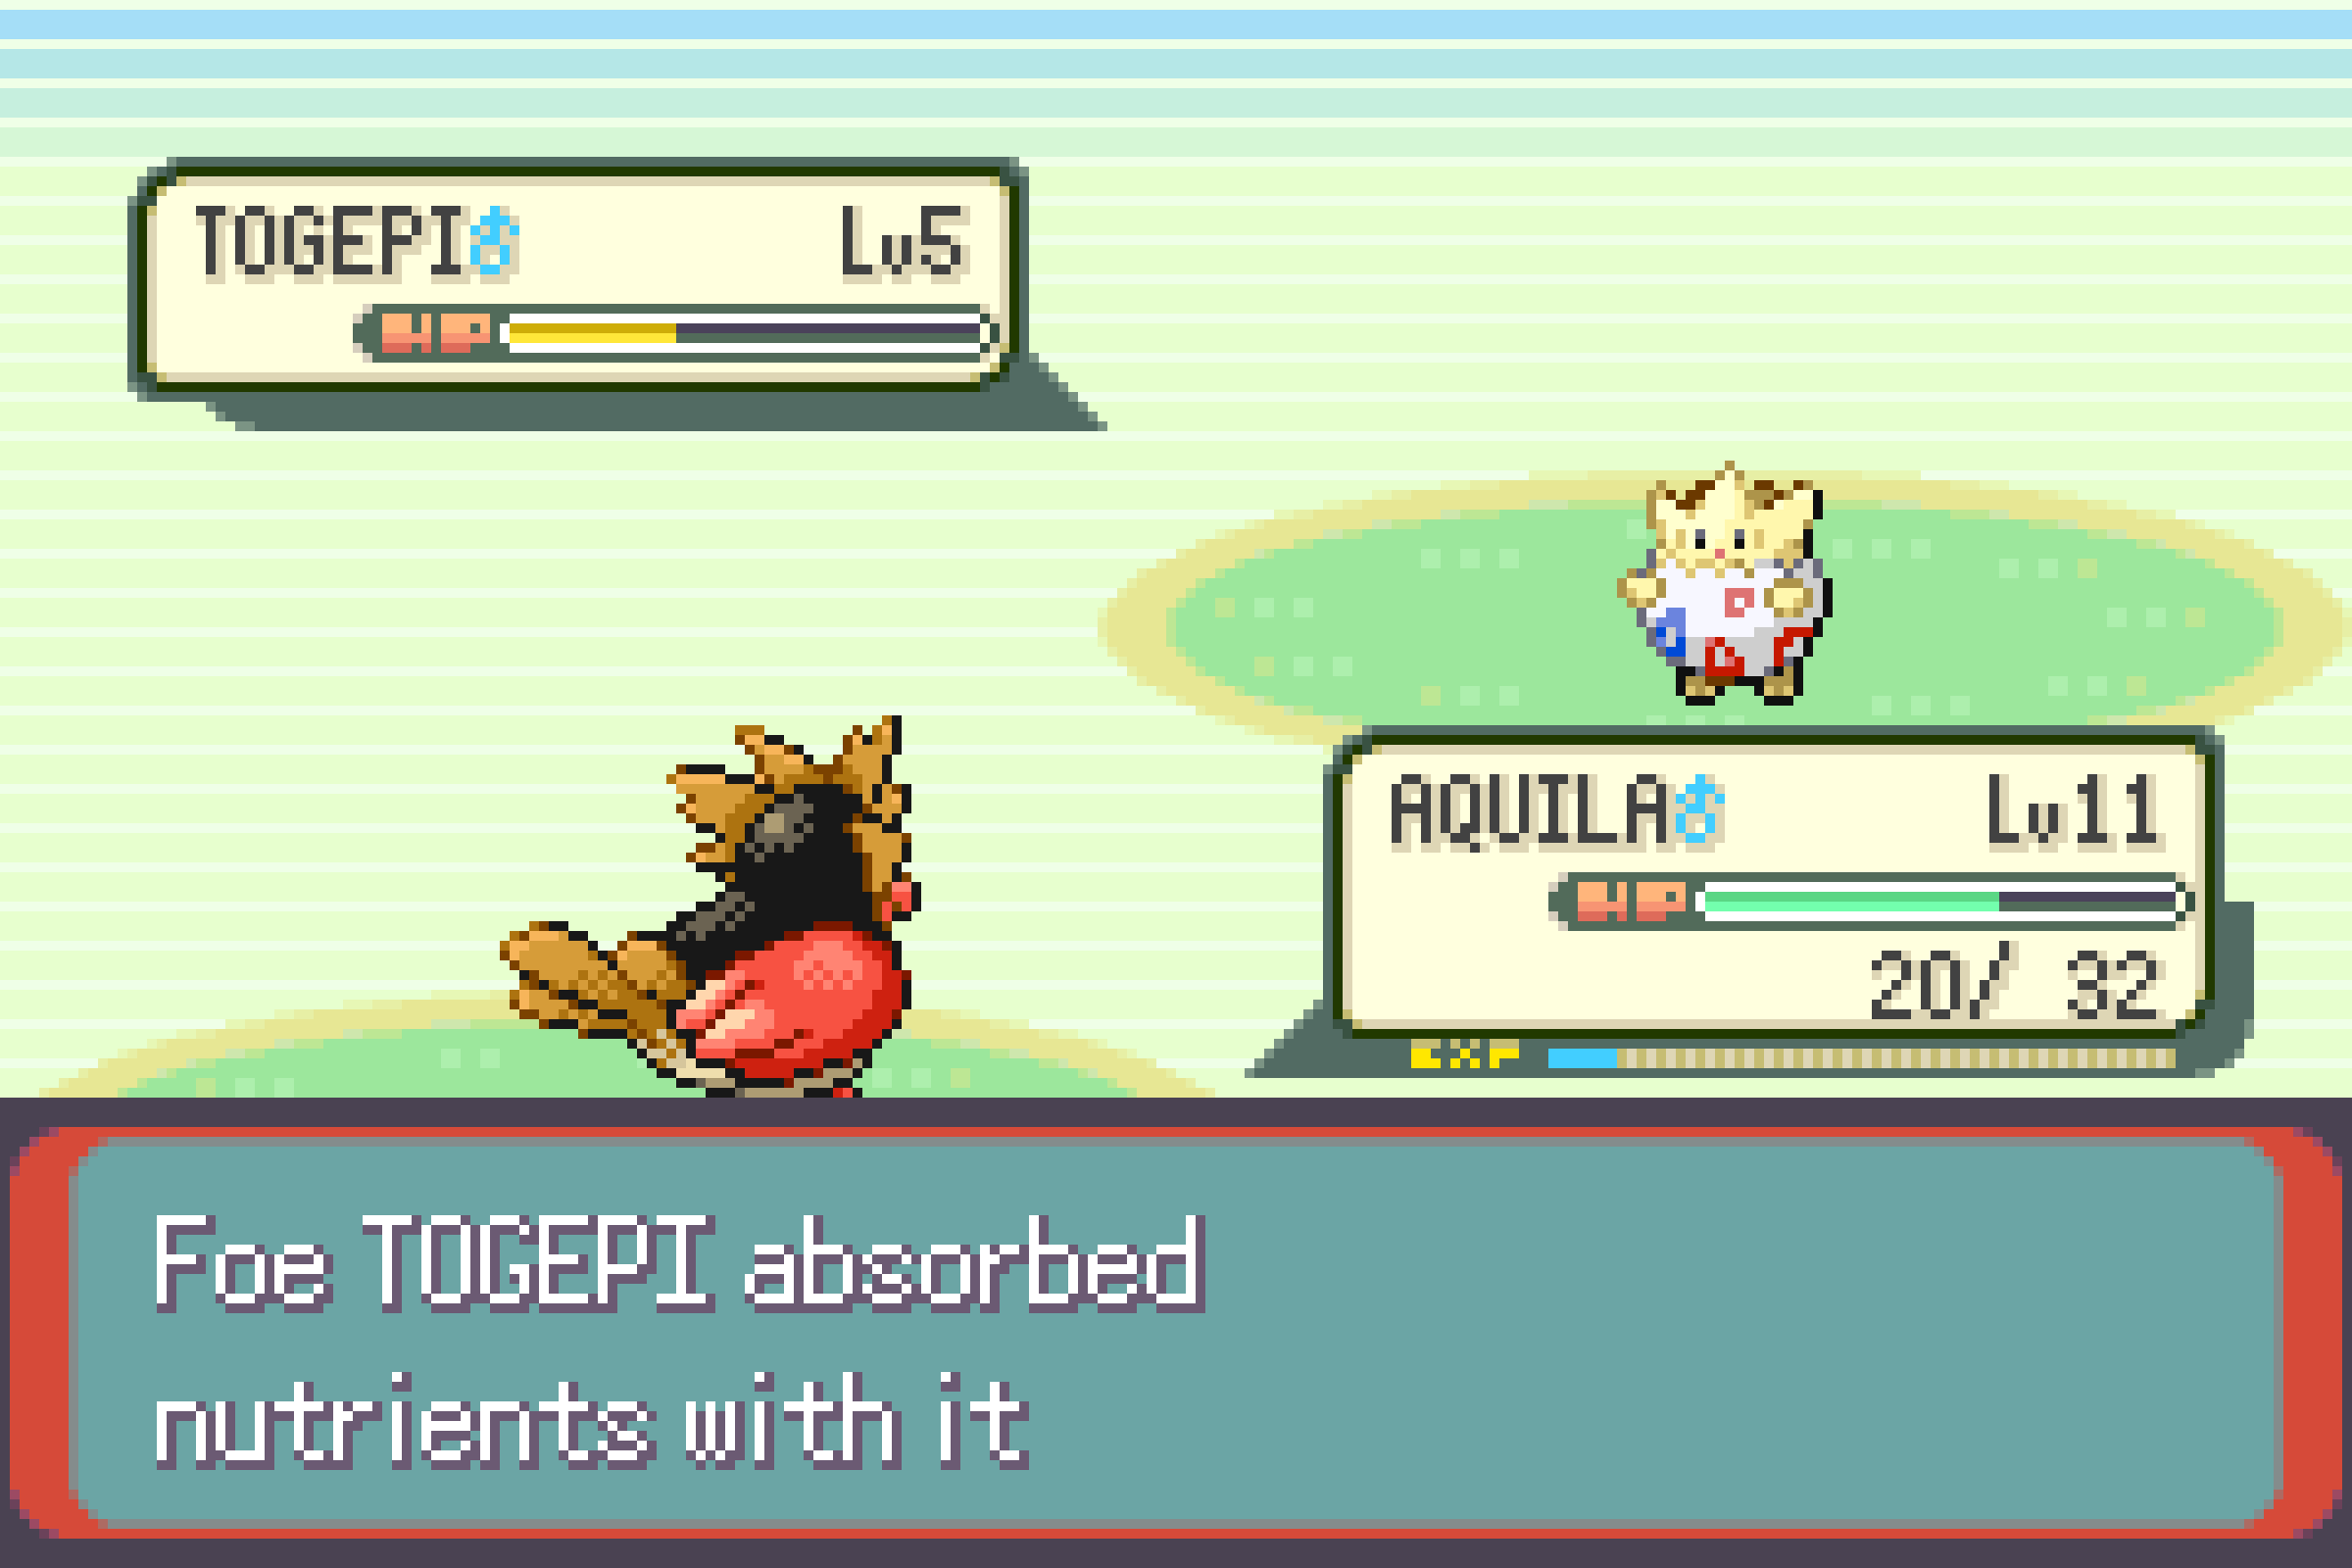 TOGEPI♂ Lv5
HP
AQUILA♂ Lv11
HP
20/ 32
EXP
Foe TOGEPI absorbed
nutrients with it